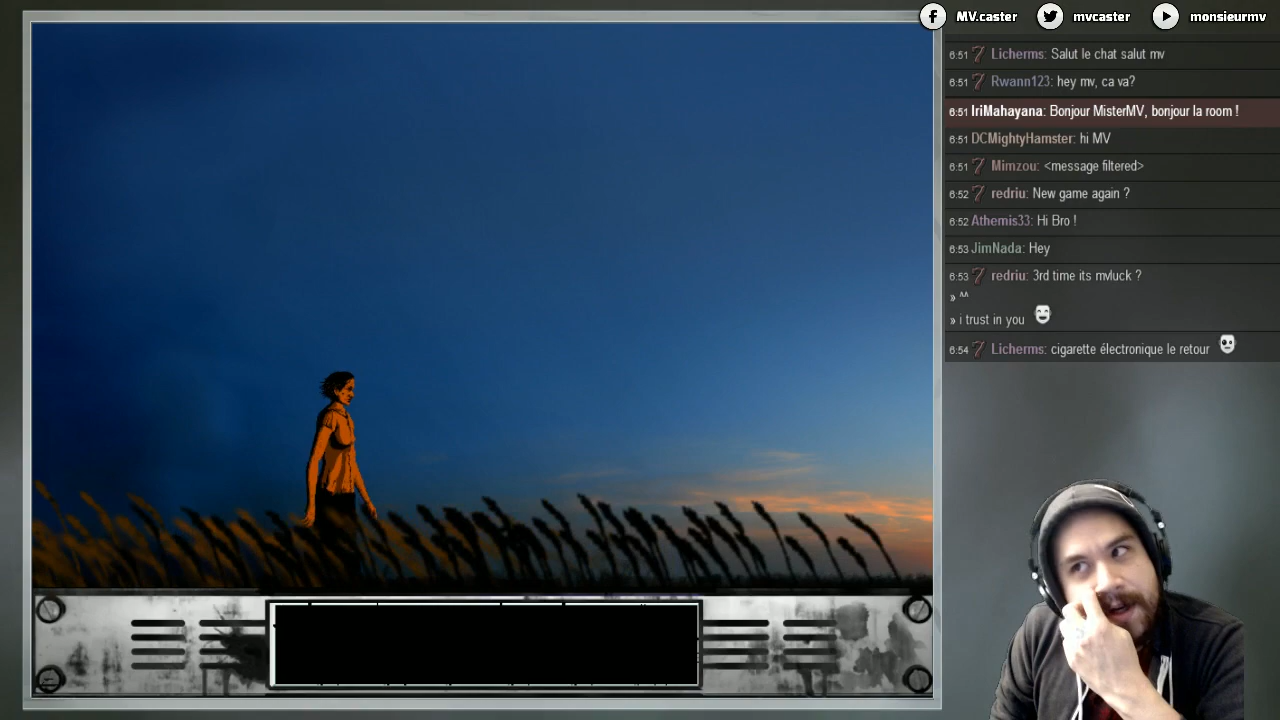 MV.caster mvcaster monsieurmv
6:51 Licherms: Salut le chat salut mv
6:51 Rwann123: hey mv, ca va?
6:51 IriMahayana: Bonjour MisterMV, bonjour la room !
6:51 DCMightyHamster: hi MV
6:51 Mimzou: <message filtered>
6:52 redriu: New game again ?
6:52 Athemis33: Hi Bro !
6:53 JimNada: Hey
6:53 redriu: 3rd time its mvluck ?
» ^^
» i trust in you
6:54 Licherms: cigarette électronique le retour